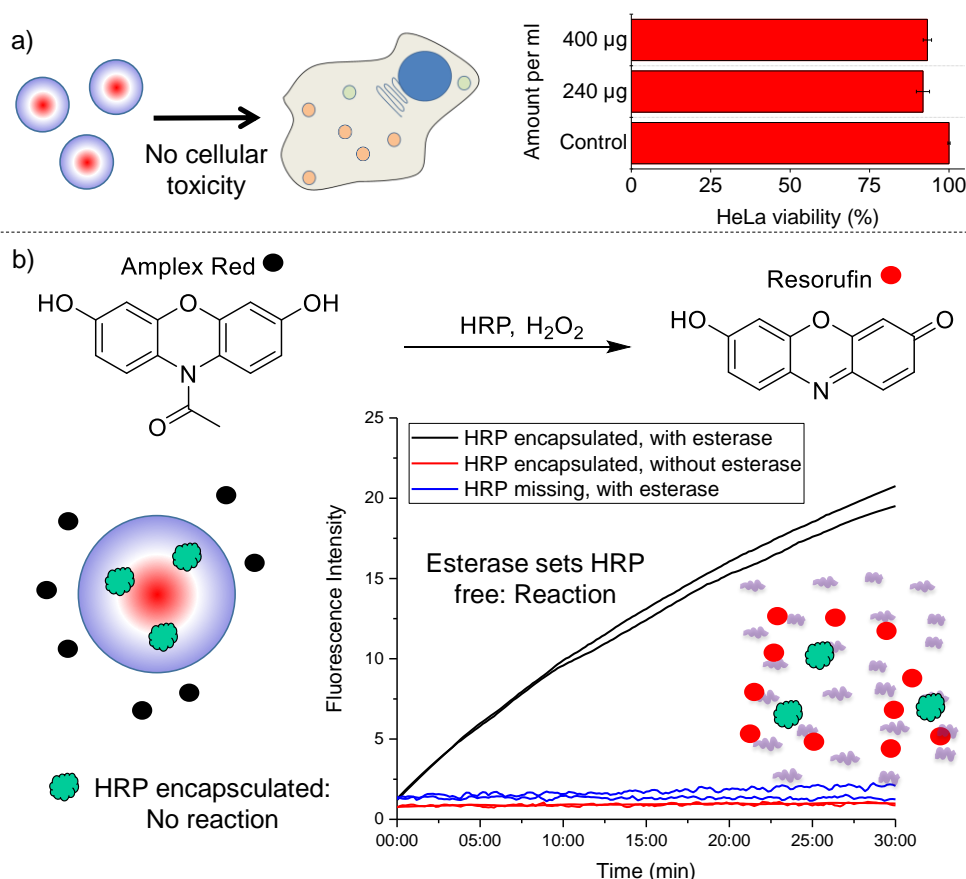 a)
No cellular
toxicity
Amount per ml
400 µg
240 µg
Control
0
25
50
75
100
HeLa viability (%)
b)
Amplex Red
HO
O
OH
N
O
HRP, H₂O₂
Resorufin
HO
O
O
N
HRP encapsculated:
No reaction
Fluorescence Intensity
25
20
15
10
5
0
HRP encapsulated, with esterase
HRP encapsulated, without esterase
HRP missing, with esterase
Esterase sets HRP
free: Reaction
00:00
05:00
10:00
15:00
20:00
25:00
30:00
Time (min)